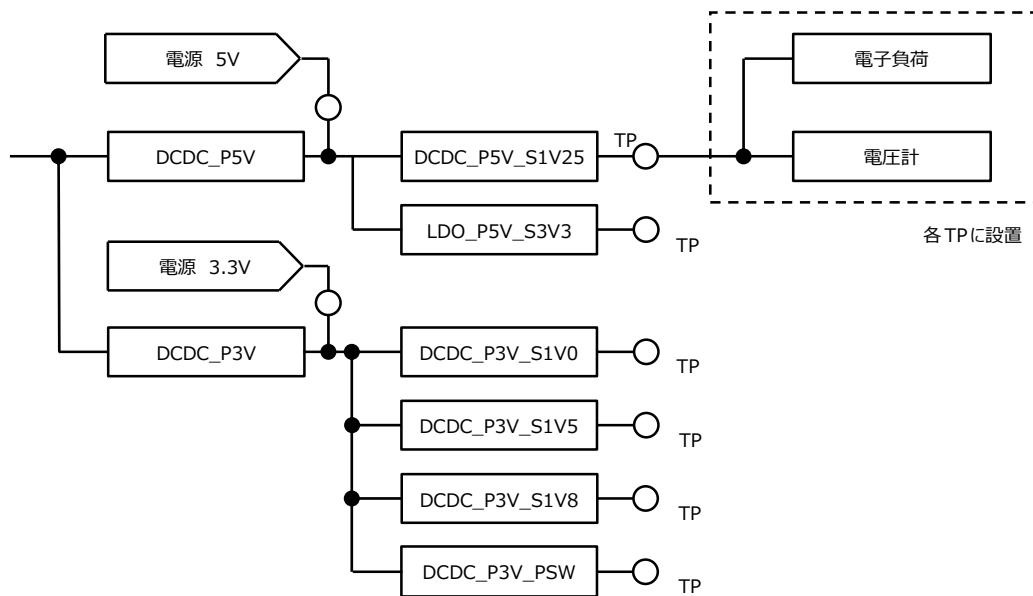 電源 5V
電子負荷
DCDC_P5V
DCDC_P5V_S1V25
TP
電圧計
LDO_P5V_S3V3
TP
各TPに設置
電源 3.3V
DCDC_P3V
DCDC_P3V_S1V0
TP
DCDC_P3V_S1V5
TP
DCDC_P3V_S1V8
TP
DCDC_P3V_PSW
TP